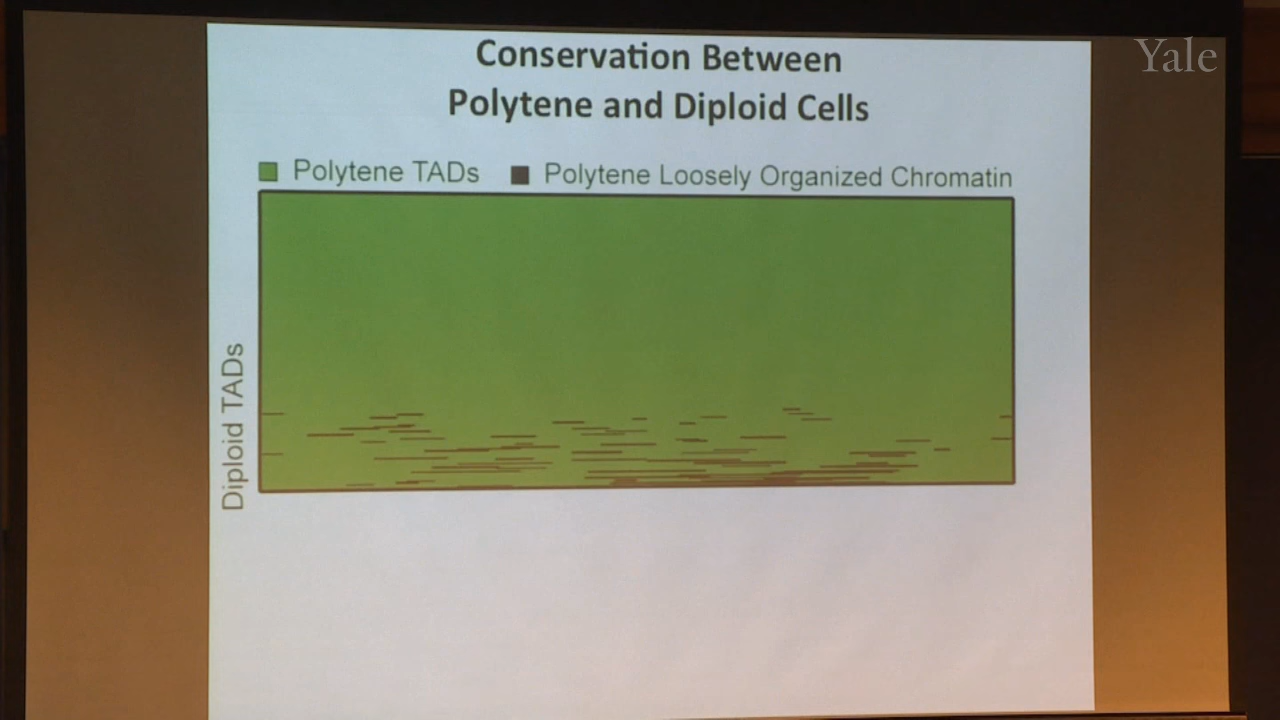 Yale
Conservation Between
Polytene and Diploid Cells
Polytene TADs
Polytene Loosely Organized Chromatin
Diploid TADs